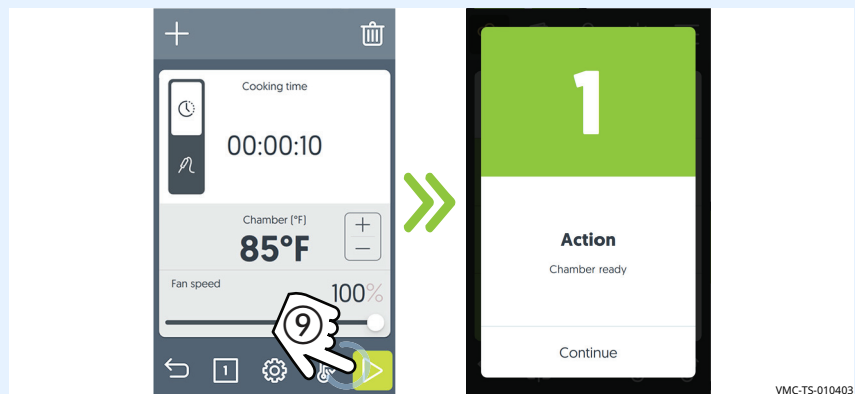 Cooking time
00:00:10
Chamber (°F)
85°F
Fan speed
100%
9
1
1
Action
Chamber ready
Continue
VMC-TS-010403